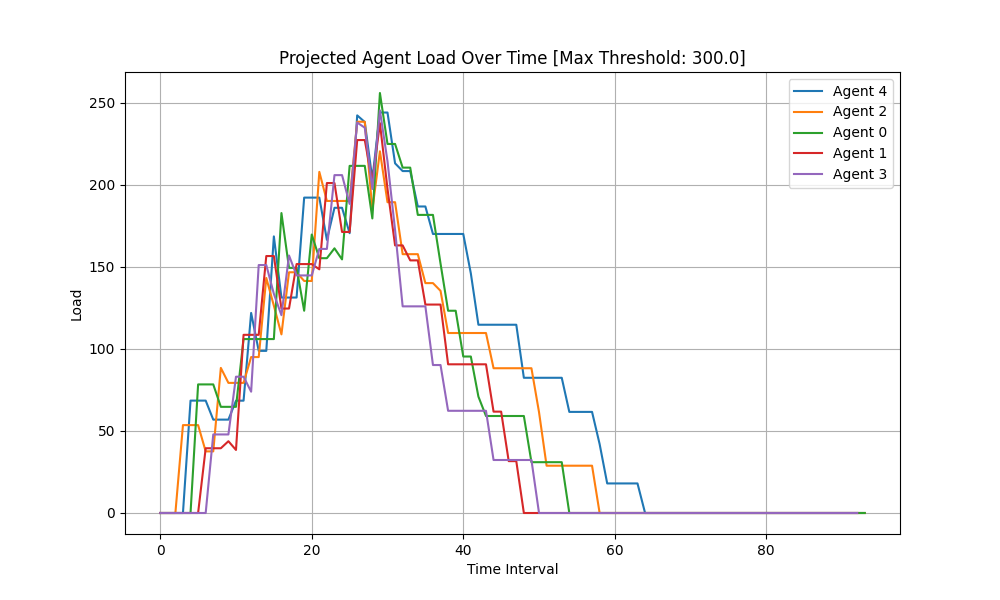 Projected Agent Load Over Time [Max Threshold: 300.0]
Load
250
200
150
100
50
0
Agent 4
Agent 2
Agent 0
Agent 1
Agent 3
0 20 40 60 80
Time Interval